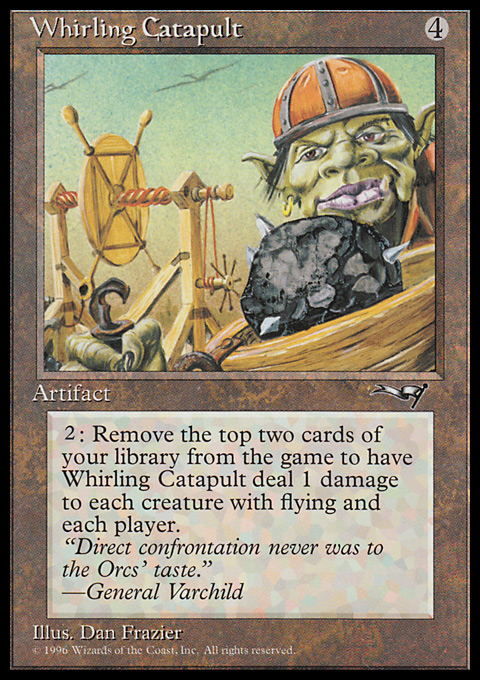 Whirling Catapult 4
Artifact
2: Remove the top two cards of
your library from the game to have
Whirling Catapult deal 1 damage
to each creature with flying and
each player.
“Direct confrontation never was to
the Orcs’ taste.”
—General Varchild
Illus. Dan Frazier
© 1996 Wizards of the Coast, Inc. All rights reserved.